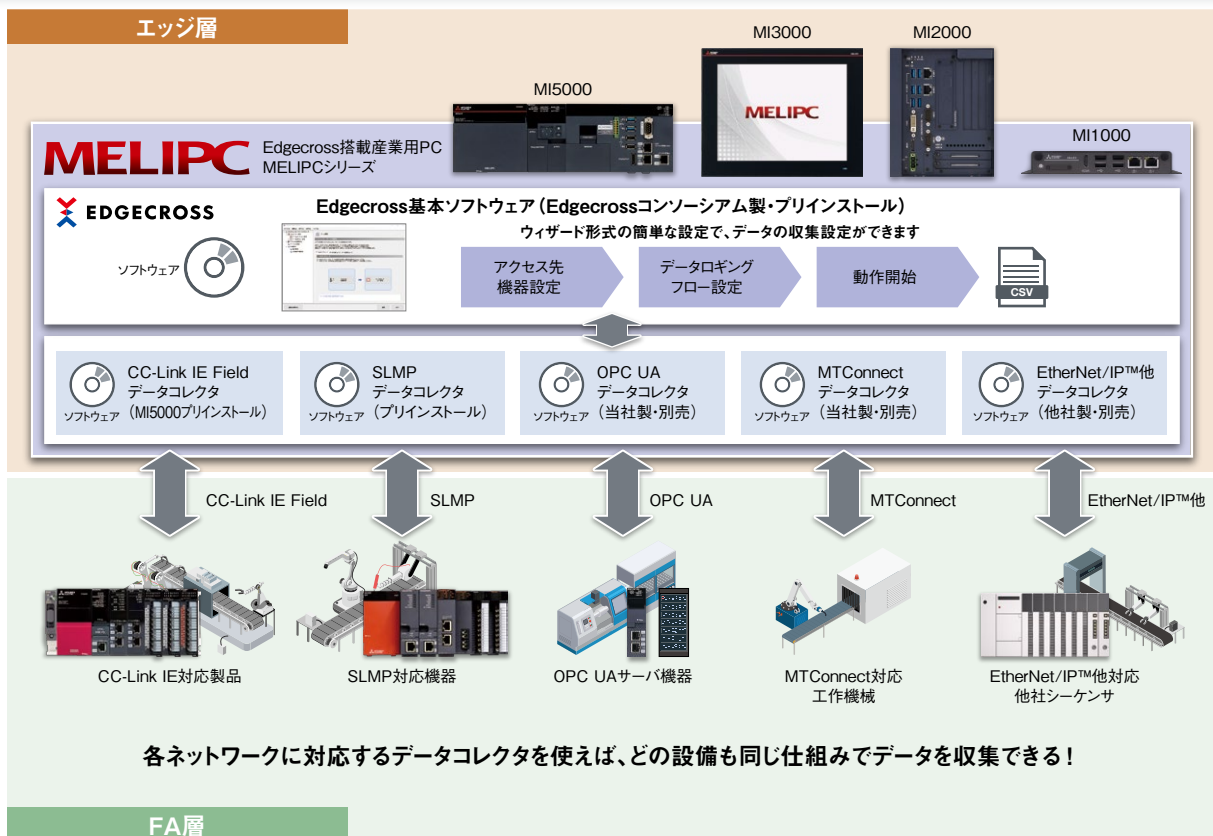 エッジ層
MI3000
MI2000
MI5000
MELIPC
MI1000
MELIPC
Edgecross搭載産業用PC
MELIPCシリーズ
EDGECROSS
Edgecross基本ソフトウェア(Edgecrossコンソーシアム製・プリインストール)
ウィザード形式の簡単な設定で、データの収集設定ができます
ソフトウェア
アクセス先
機器設定
データロギング
フロー設定
動作開始
CSV
ソフトウェア
CC-Link IE Field
データコレクタ
(MI5000プリインストール)
ソフトウェア
SLMP
データコレクタ
(プリインストール)
ソフトウェア
OPC UA
データコレクタ
(当社製・別売)
ソフトウェア
MTConnect
データコレクタ
(当社製・別売)
ソフトウェア
EtherNet/IP™他
データコレクタ
(他社製・別売)
CC-Link IE Field
SLMP
OPC UA
MTConnect
EtherNet/IP™他
CC-Link IE対応製品
SLMP対応機器
OPC UAサーバ機器
MTConnect対応
工作機械
EtherNet/IP™他対応
他社シーケンサ
各ネットワークに対応するデータコレクタを使えば、どの設備も同じ仕組みでデータを収集できる!
FA層